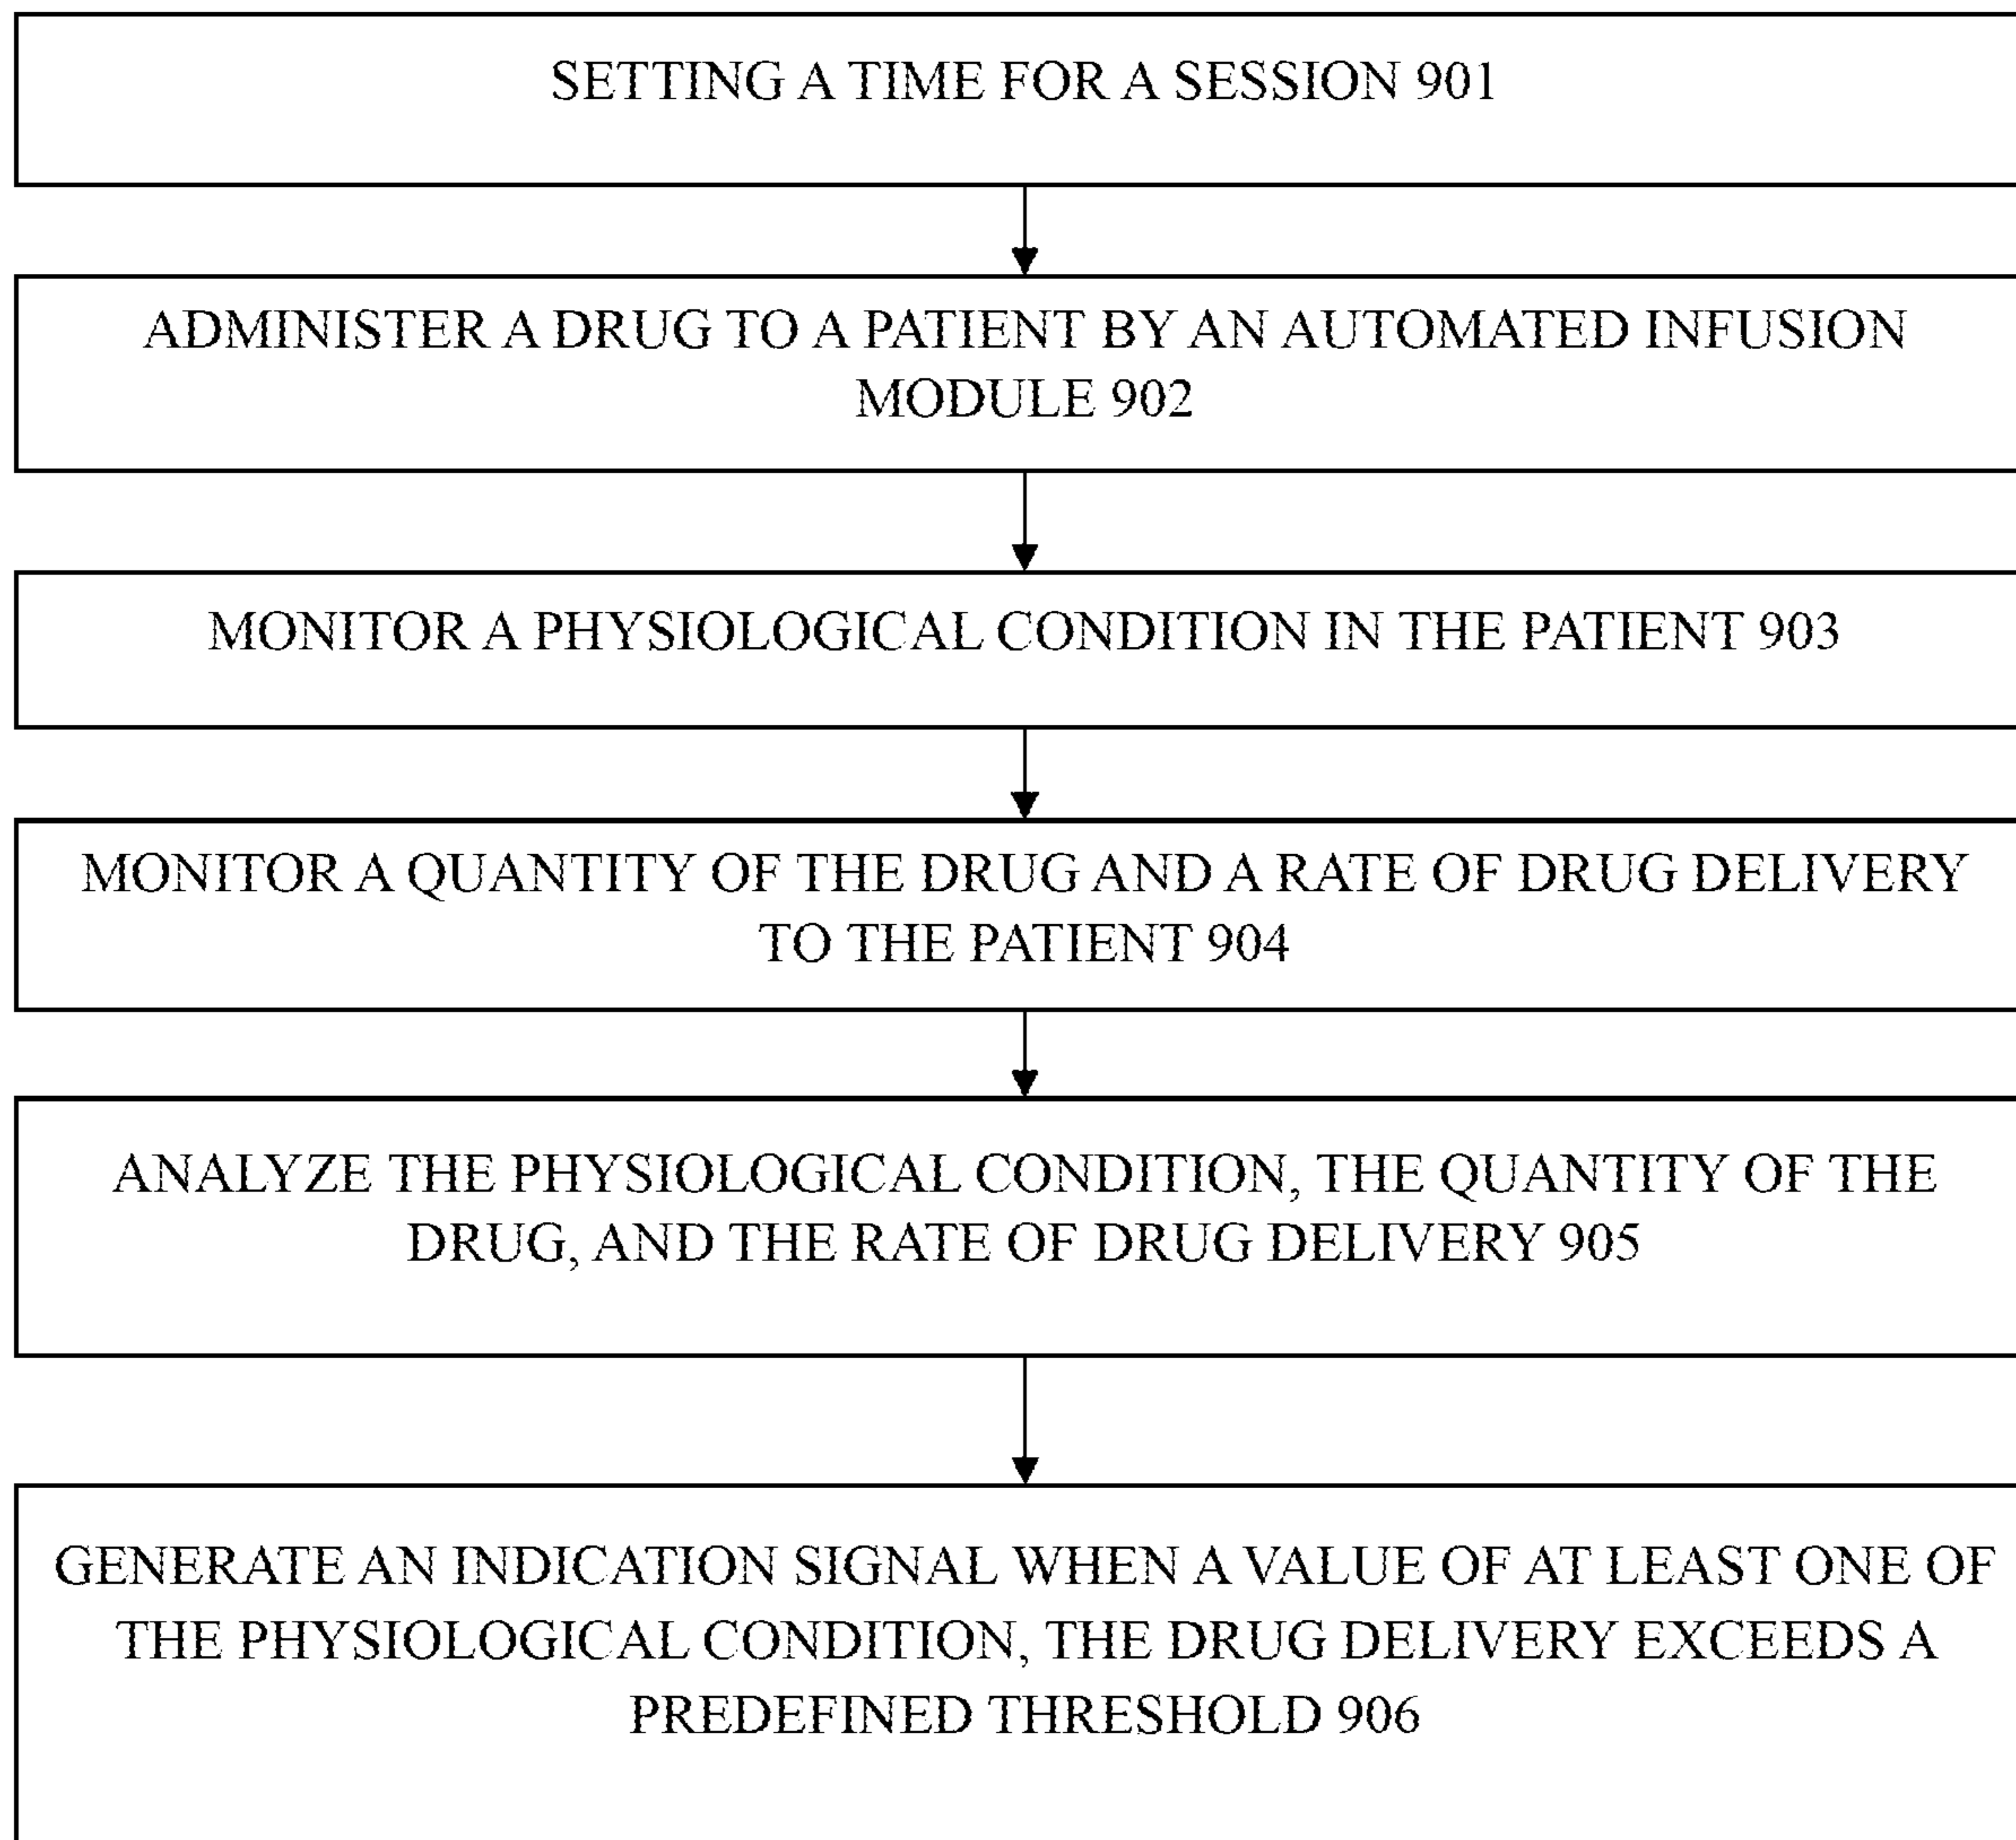 SETTING A TIME FOR A SESSION 901
ADMINISTER A DRUG TO A PATIENT BY AN AUTOMATED INFUSION
MODULE 902
MONITOR A PHYSIOLOGICAL CONDITION IN THE PATIENT 903
MONITOR A QUANTITY OF THE DRUG AND A RATE OF DRUG DELIVERY
TO THE PATIENT 904
ANALYZE THE PHYSIOLOGICAL CONDITION, THE QUANTITY OF THE
DRUG, AND THE RATE OF DRUG DELIVERY 905
GENERATE AN INDICATION SIGNAL WHEN A VALUE OF AT LEAST ONE OF
THE PHYSIOLOGICAL CONDITION, THE DRUG DELIVERY EXCEEDS A
PREDEFINED THRESHOLD 906